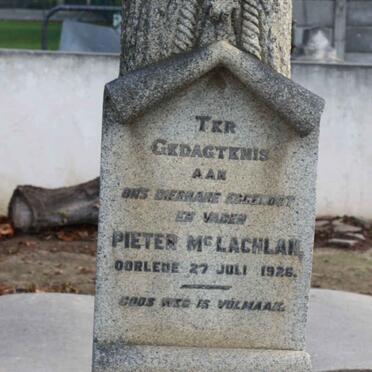 TER
GEDAGTENIS
AAN
ONS DIERBARE EGGENOOT
EN VADER
PIETER McLACHLAN,
OORLEDE 27 JULI 1926.
GODS WEG IS VOLMAAK.